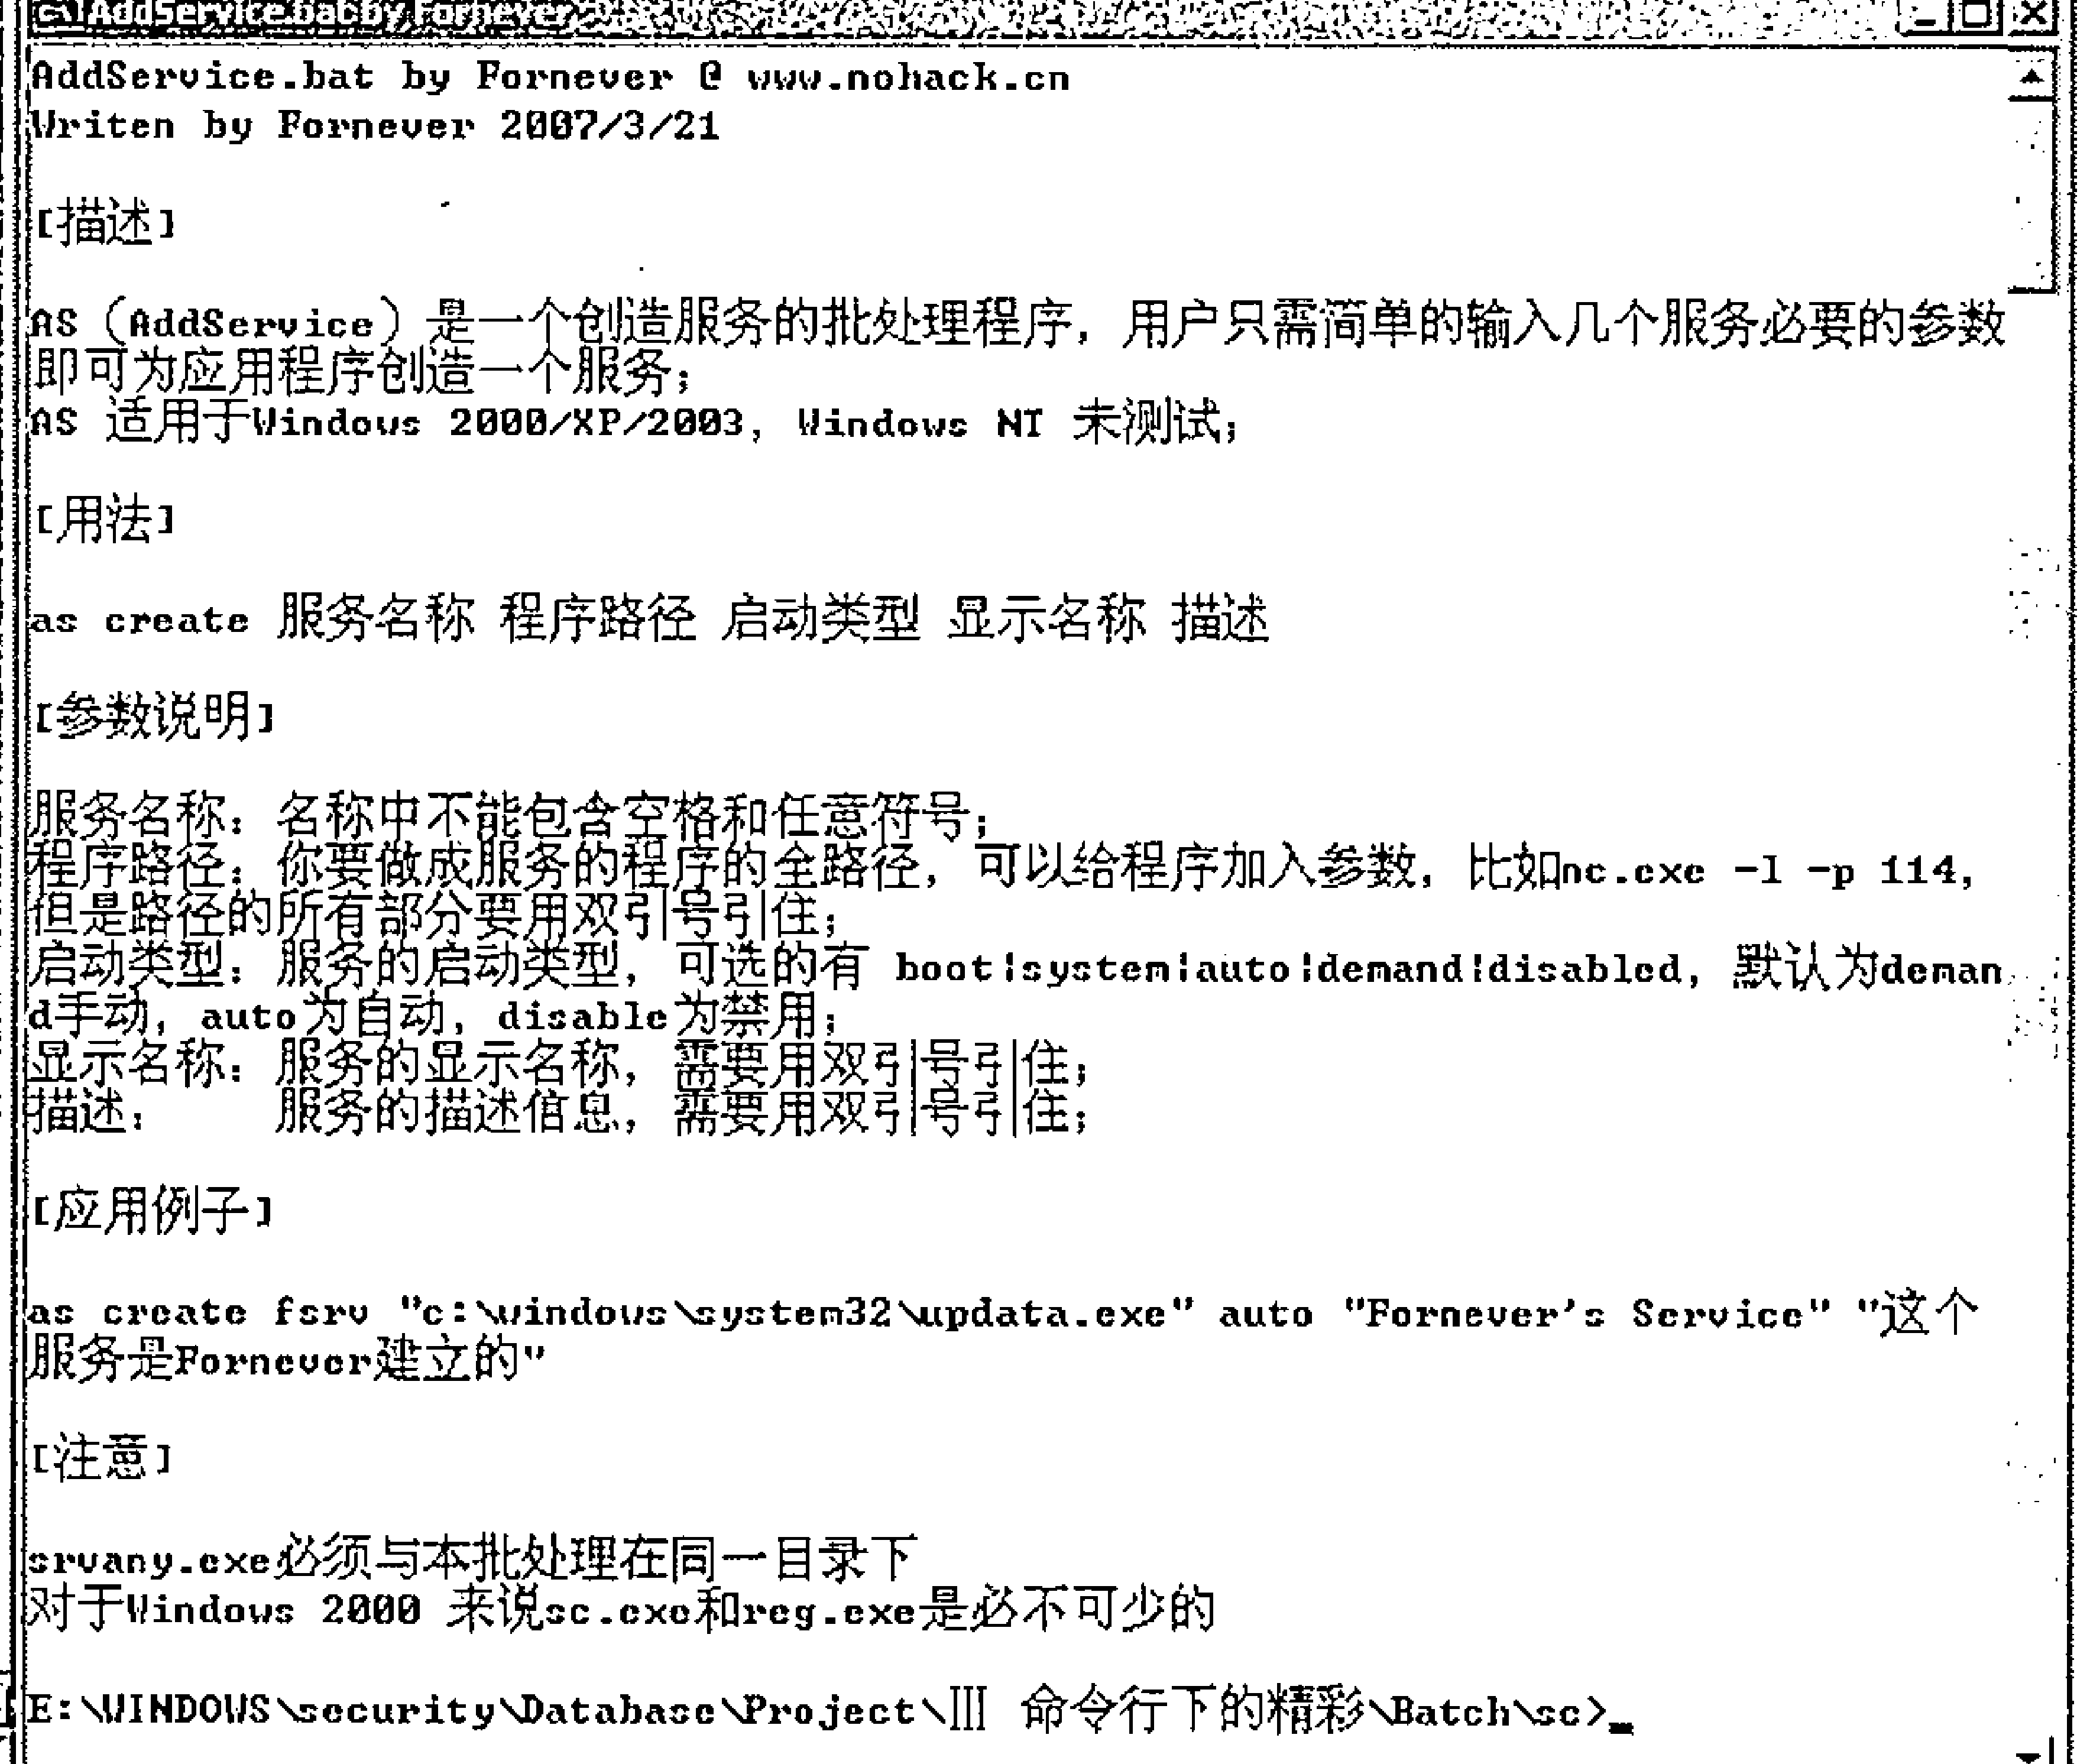 AddService.bat by Fornever
AddService.bat by Fornever @ www.nohack.cn
Writen by Fornever 2007/3/21
[描述]
AS（AddService）是一个创造服务的批处理程序，用户只需简单的输入几个服务必要的参数
即可为应用程序创造一个服务；
AS 适用于Windows 2000/XP/2003, Windows NT 未测试；
[用法]
as create 服务名称 程序路径 启动类型 显示名称 描述
[参数说明]
服务名称：名称中不能包含空格和任意符号；
程序路径：你要做成服务的程序的全路径，可以给程序加入参数，比如nc.exe -l -p 114,
但是路径的所有部分要用双引号引住；
启动类型：服务的启动类型，可选的有 boot|system|auto|demand|disabled, 默认为deman
d手动，auto为自动，disable为禁用；
显示名称：服务的显示名称，需要用双引号引住；
描述：　　服务的描述信息，需要用双引号引住；
[应用例子]
as create fsrv "c:\windows\system32\updata.exe" auto "Fornever's Service" "这个
服务是Fornever建立的"
[注意]
srvany.exe必须与本批处理在同一目录下
对于Windows 2000 来说sc.exe和reg.exe是必不可少的
E:\WINDOWS\security\Database\Project\III 命令行下的精彩\Batch\sc>_